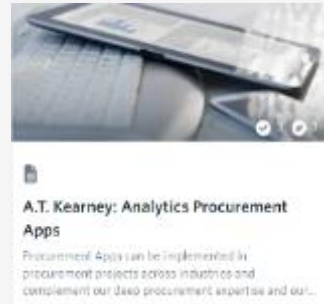 A.T. Kearney: Analytics Procurement
Apps
Procurement Apps can be implemented in
procurement projects across industries and
complement our deep procurement expertise and our...